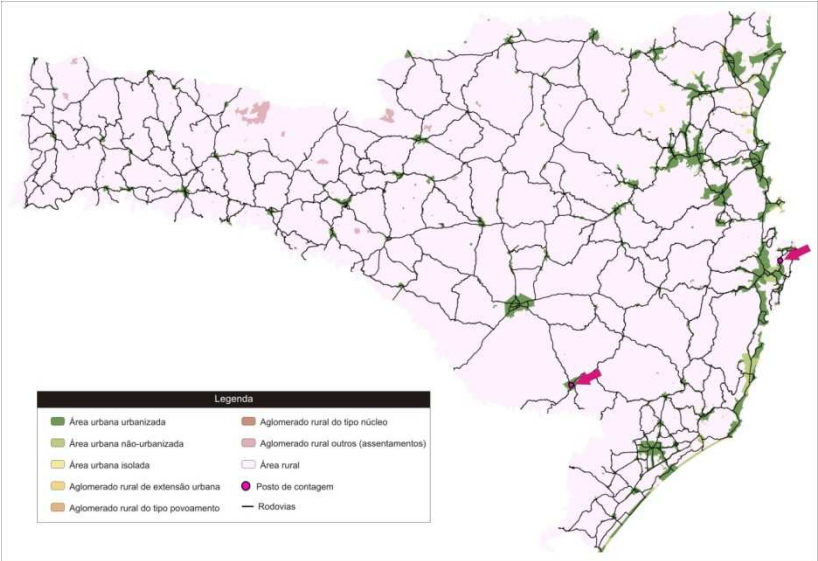 Legenda
Área urbana urbanizada
Área urbana não-urbanizada
Área urbana isolada
Aglomerado rural de extensão urbana
Aglomerado rural do tipo povoamento
Aglomerado rural do tipo núcleo
Aglomerado rural outros (assentamentos)
Área rural
Posto de contagem
Rodovias